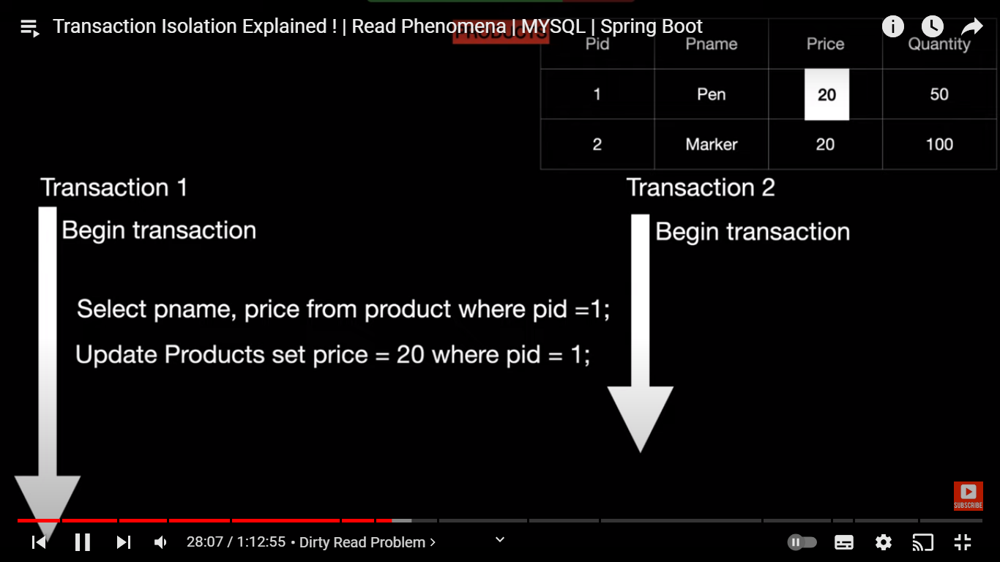 Transaction Isolation Explained ! | Read Phenomena | MYSQL | Spring Boot
PRODUCTS
Pid Pname Price Quantity
1 Pen 20 50
2 Marker 20 100
Transaction 1
Transaction 2
Begin transaction
Begin transaction
Select pname, price from product where pid =1;
Update Products set price = 20 where pid = 1;
SUBSCRIBE
28:07 / 1:12:55 • Dirty Read Problem >